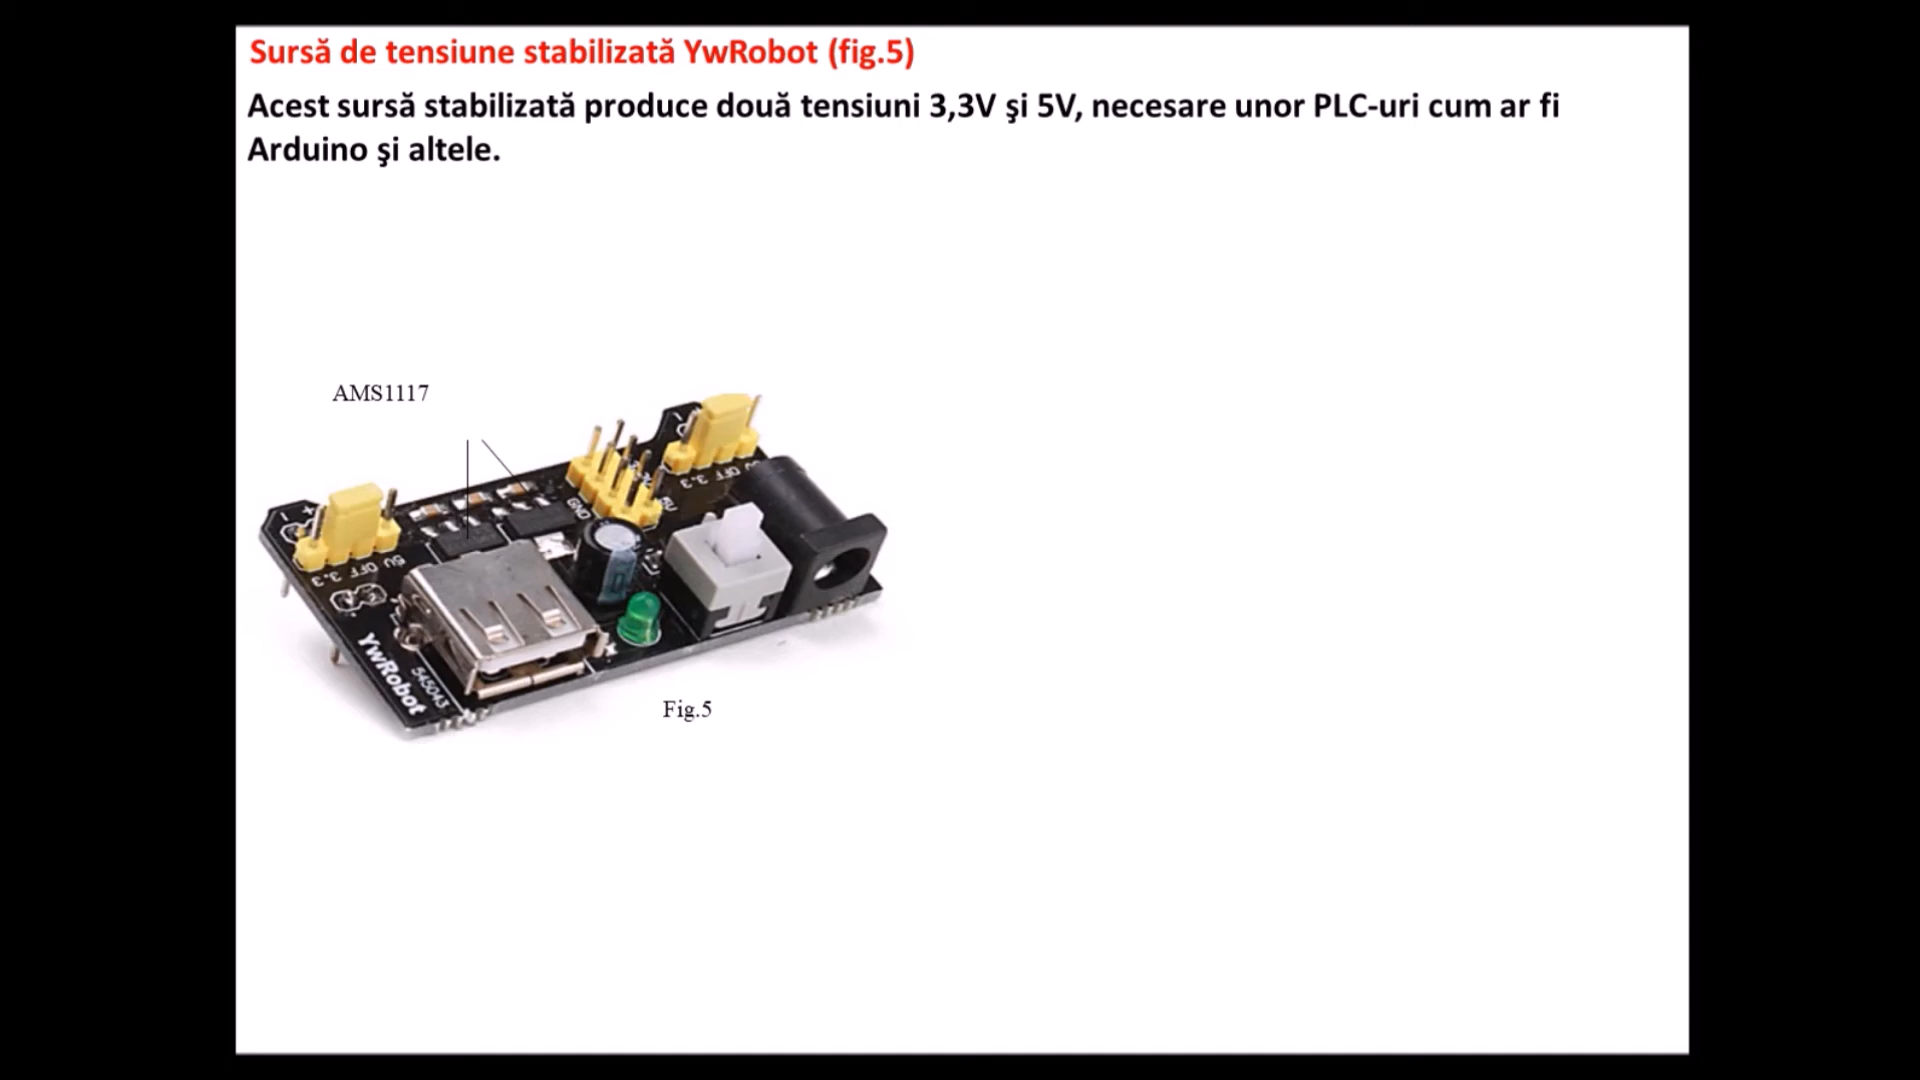 Sursă de tensiune stabilizată YwRobot (fig.5)
Acest sursă stabilizată produce două tensiuni 3,3V şi 5V, necesare unor PLC-uri cum ar fi
Arduino şi altele.
AMS1117
GND
5V
OFF 3.3
5V OFF 3.3
YwRobot
545043
Fig.5